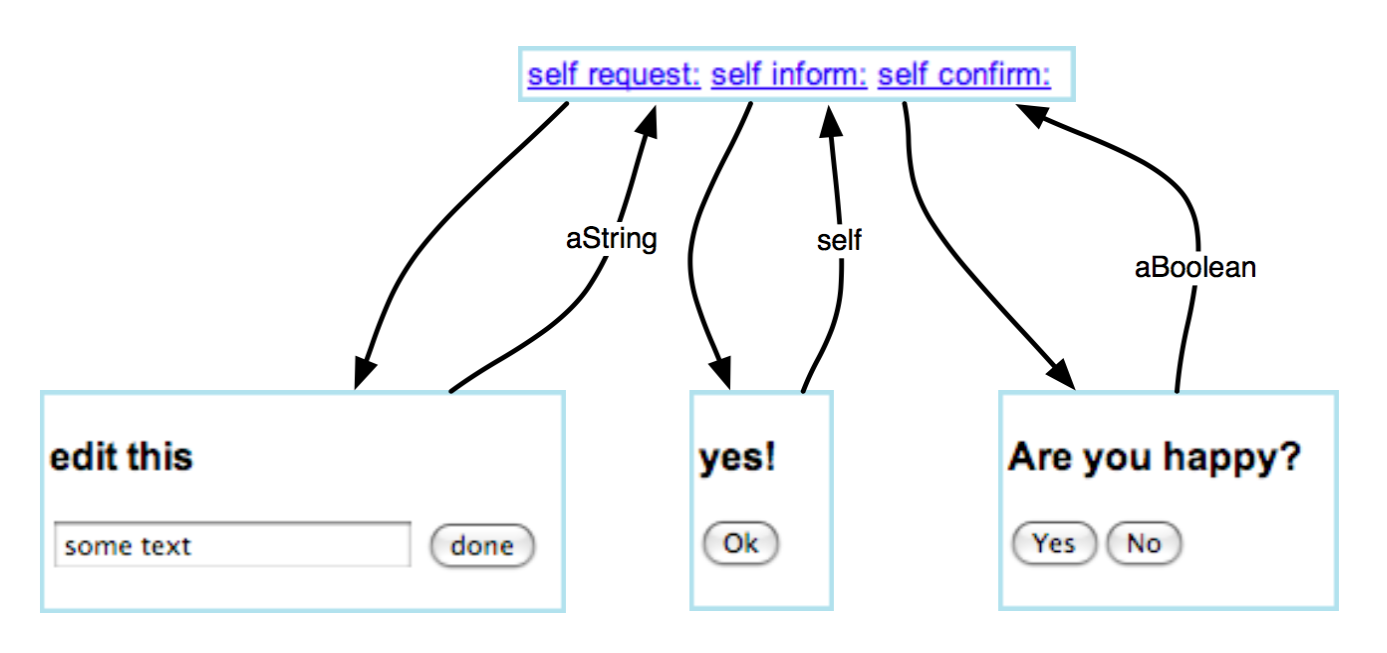 self request: self inform: self confirm:
aString
self
aBoolean
edit this
some text done
yes!
Ok
Are you happy?
Yes No